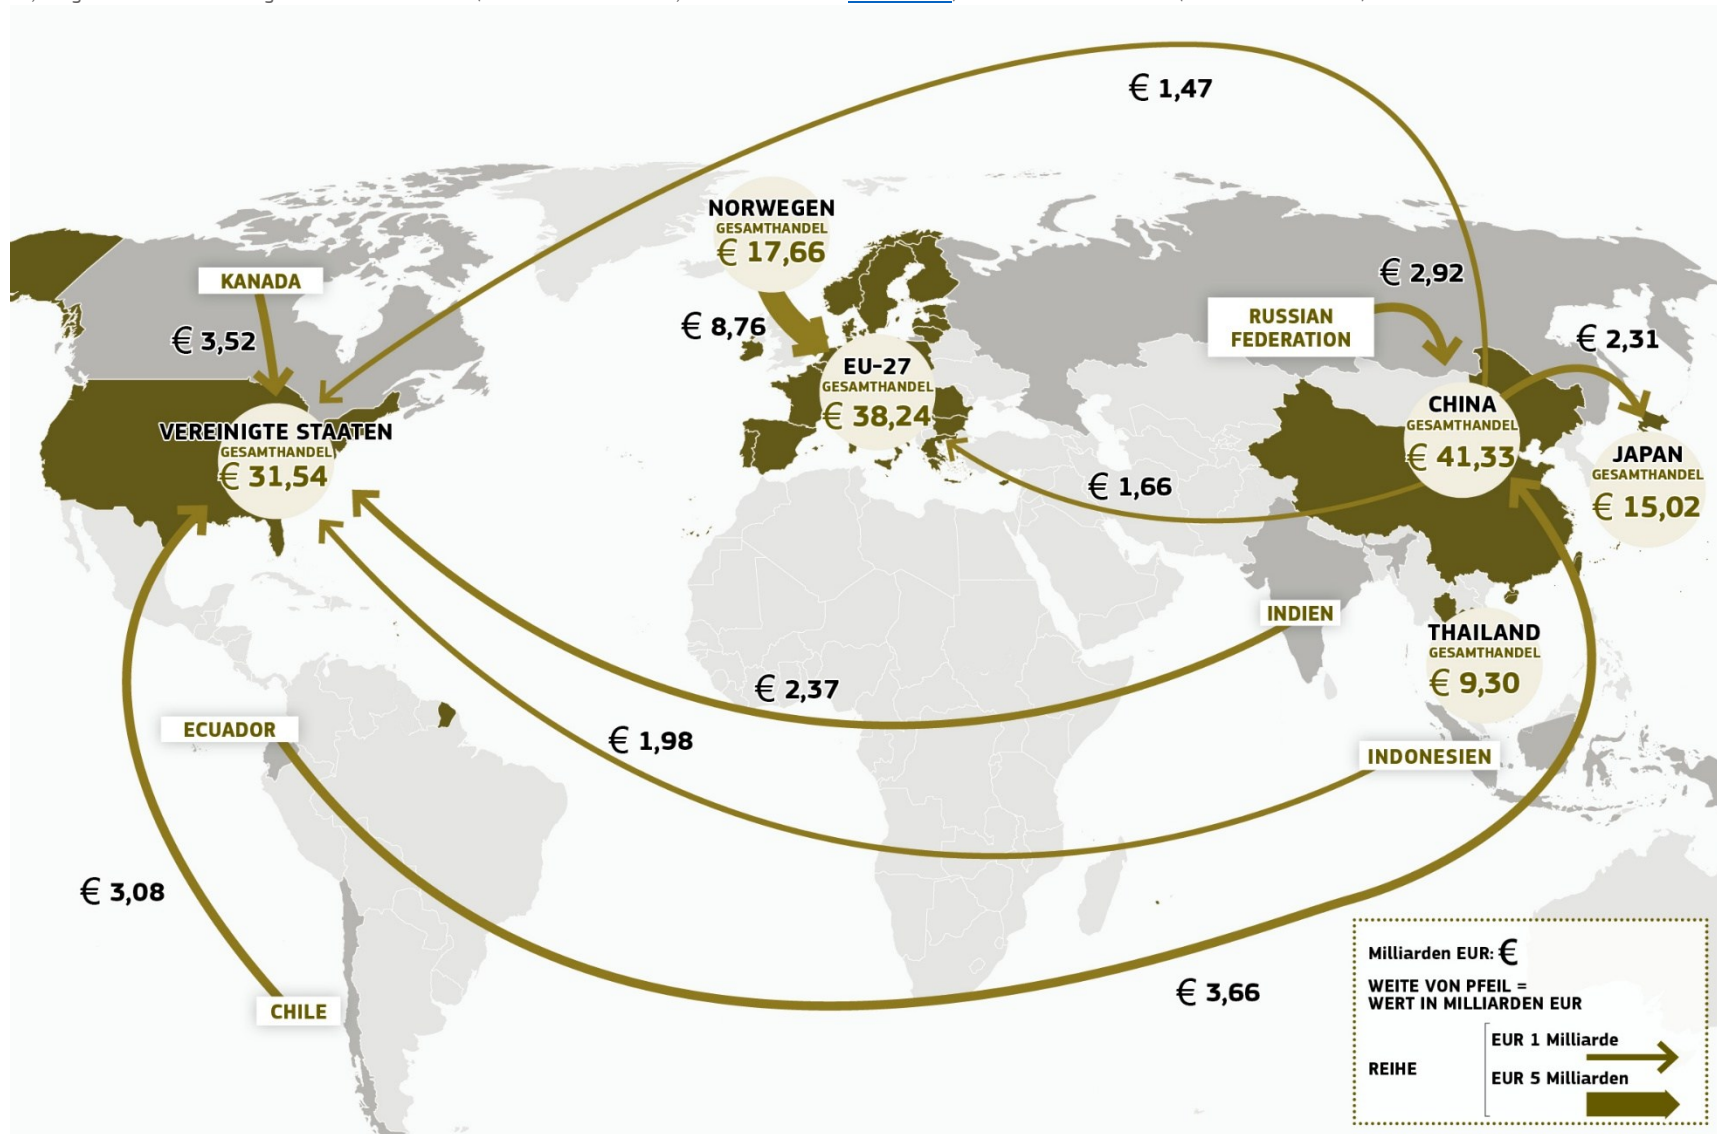 € 1,47
NORWEGEN
GESAMTHANDEL
€ 17,66
KANADA
€ 2,92
RUSSIAN
FEDERATION
€ 8,76
€ 3,52
€ 2,31
EU-27
GESAMTHANDEL
€ 38,24
CHINA
GESAMTHANDEL
€ 41,33
VEREINIGTE STAATEN
GESAMTHANDEL
€ 31,54
JAPAN
GESAMTHANDEL
€ 15,02
€ 1,66
INDIEN
THAILAND
GESAMTHANDEL
€ 9,30
€ 2,37
ECUADOR
€ 1,98
INDONESIEN
€ 3,08
€ 3,66
CHILE
Milliarden EUR: €
WEITE VON PFEIL =
WERT IN MILLIARDEN EUR
REIHE
EUR 1 Milliarde
EUR 5 Milliarden